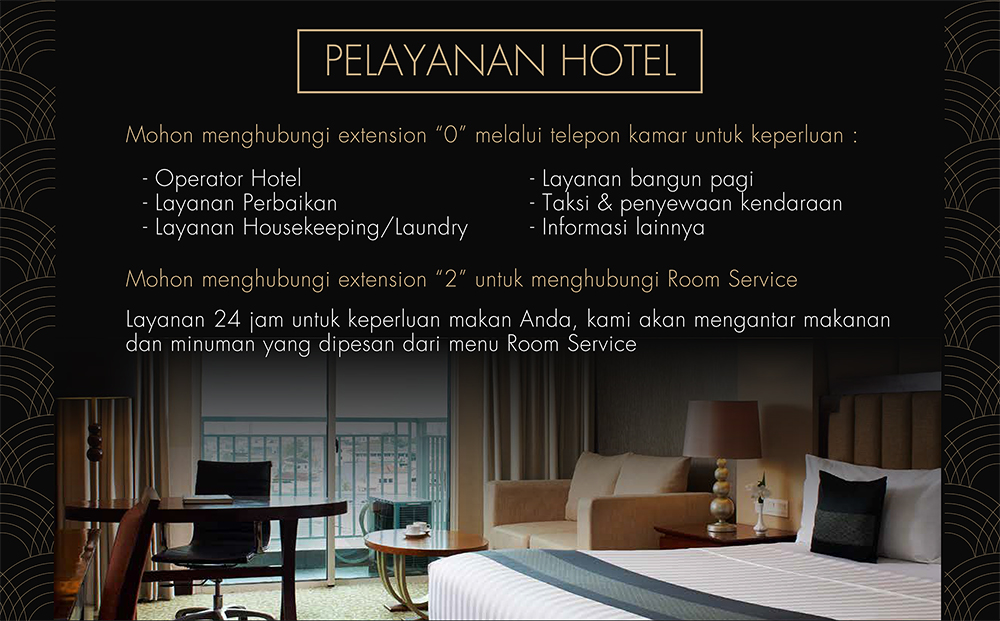 PELAYANAN HOTEL
Mohon menghubungi extension “0” melalui telepon kamar untuk keperluan :
- Operator Hotel
- Layanan Perbaikan
- Layanan Housekeeping/Laundry
- Layanan bangun pagi
- Taksi & penyewaan kendaraan
- Informasi lainnya
Mohon menghubungi extension “2” untuk menghubungi Room Service
Layanan 24 jam untuk keperluan makan Anda, kami akan mengantar makanan
dan minuman yang dipesan dari menu Room Service